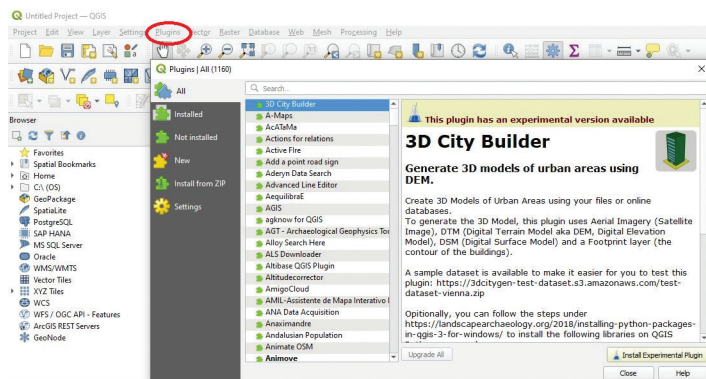 Untitled Project — QGIS
Project Edit View Layer Settings Plugins Vector Raster Database Web Mesh Processing Help
Plugins | All (1160)
All
Installed
Not installed
New
Install from ZIP
Settings
Search...
Browser
Favorites
Spatial Bookmarks
Home
C:\ (OS)
GeoPackage
SpatiaLite
PostgreSQL
SAP HANA
MS SQL Server
Oracle
WMS/WMTS
Vector Tiles
XYZ Tiles
WCS
WFS / OGC API - Features
ArcGIS REST Servers
GeoNode
3D City Builder
A-Maps
AcATaMa
Actions for relations
Active Fire
Add a point road sign
Aderyn Data Search
Advanced Line Editor
AequilibraE
AGIS
agknow for QGIS
AGT - Archaeological Geophysics Too
Alloy Search Here
ALS Downloader
Altibase QGIS Plugin
Altitudecorrector
AmigoCloud
AMIL-Assistente de Mapa Interativo
ANA Data Acquisition
Anaximandre
Andalusian Population
Animate OSM
Animove
This plugin has an experimental version available
3D City Builder
Generate 3D models of urban areas using
DEM.
Create 3D Models of Urban Areas using your files or online
databases.
To generate the 3D Model, this plugin uses Aerial Imagery (Satellite
Image), DTM (Digital Terrain Model aka DEM, Digital Elevation
Model), DSM (Digital Surface Model) and a Footprint layer (the
contour of the buildings).
A sample dataset is available to make it easier for you to test this
plugin: https://3dcitygen-test-dataset.s3.amazonaws.com/test-
dataset-vienna.zip
Opitionally, you can follow the steps under
https://landscapearchaeology.org/2018/installing-python-packages-
in-qgis-3-for-windows/ to install the following libraries on QGIS
Upgrade All
Install Experimental Plugin
Close Help